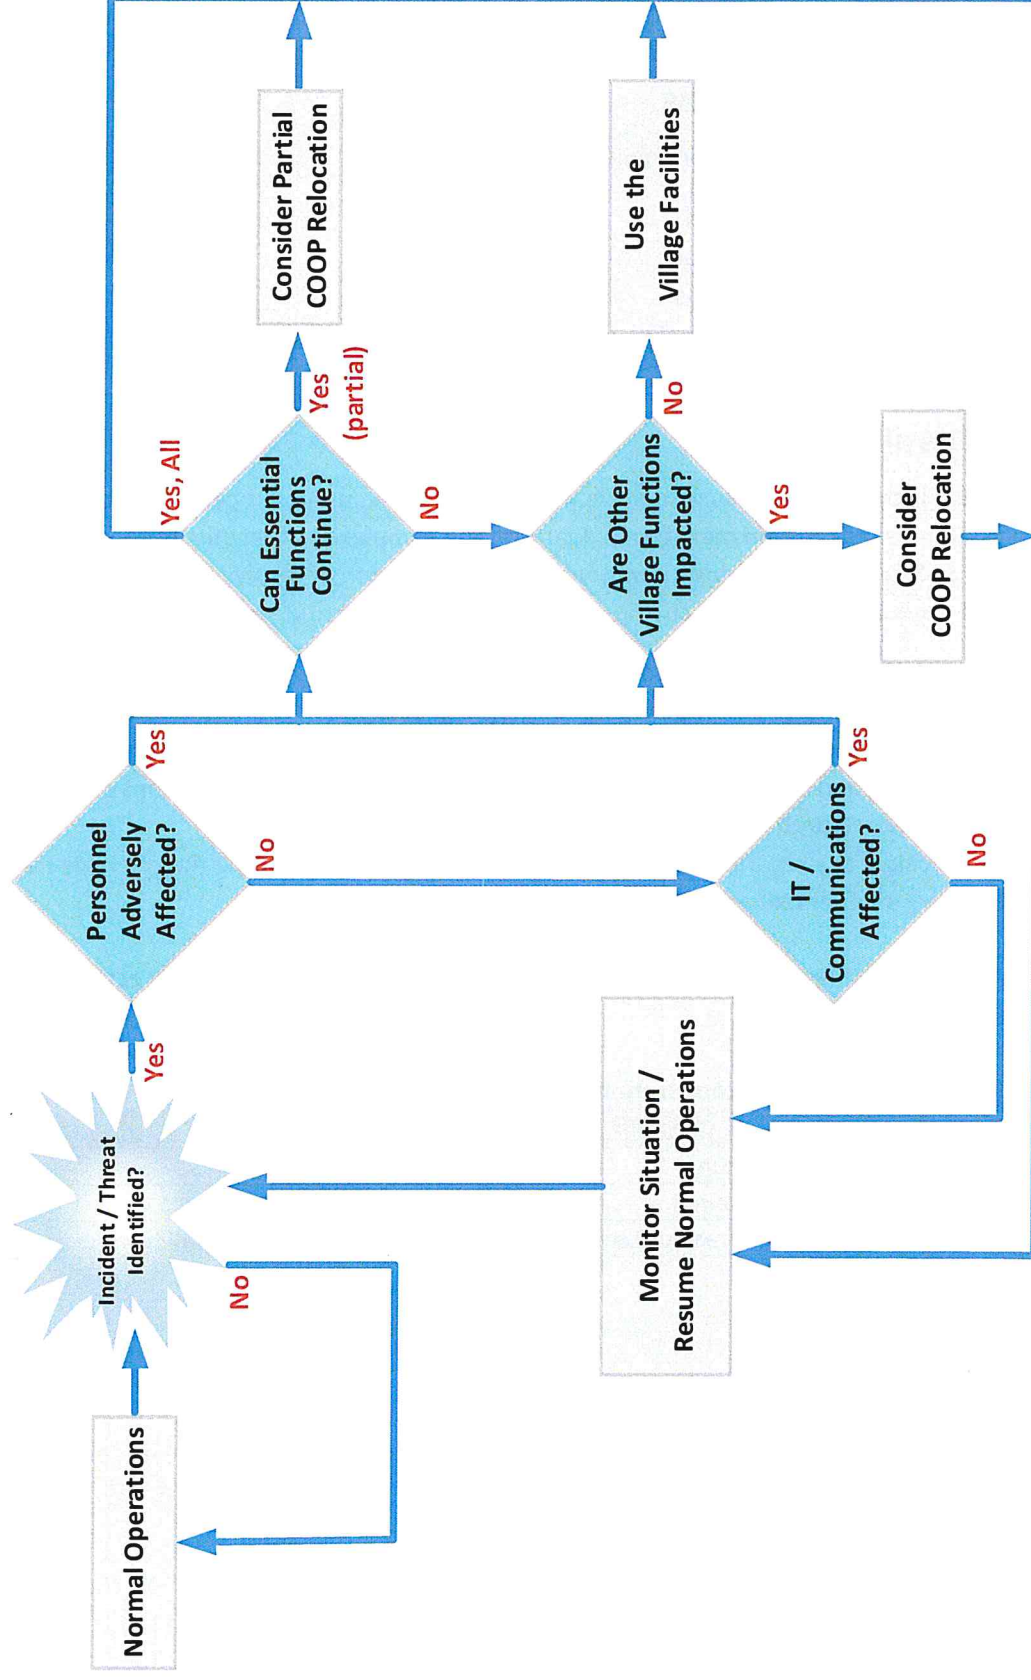 Normal Operations
Incident / Threat
Identified?
No
Yes
Personnel
Adversely
Affected?
Yes
No
IT /
Communications
Affected?
Yes
No
Monitor Situation /
Resume Normal Operations
Can Essential
Functions
Continue?
Yes, All
Yes
(partial)
No
Consider Partial
COOP Relocation
Are Other
Village Functions
Impacted?
No
Yes
Use the
Village Facilities
Consider
COOP Relocation